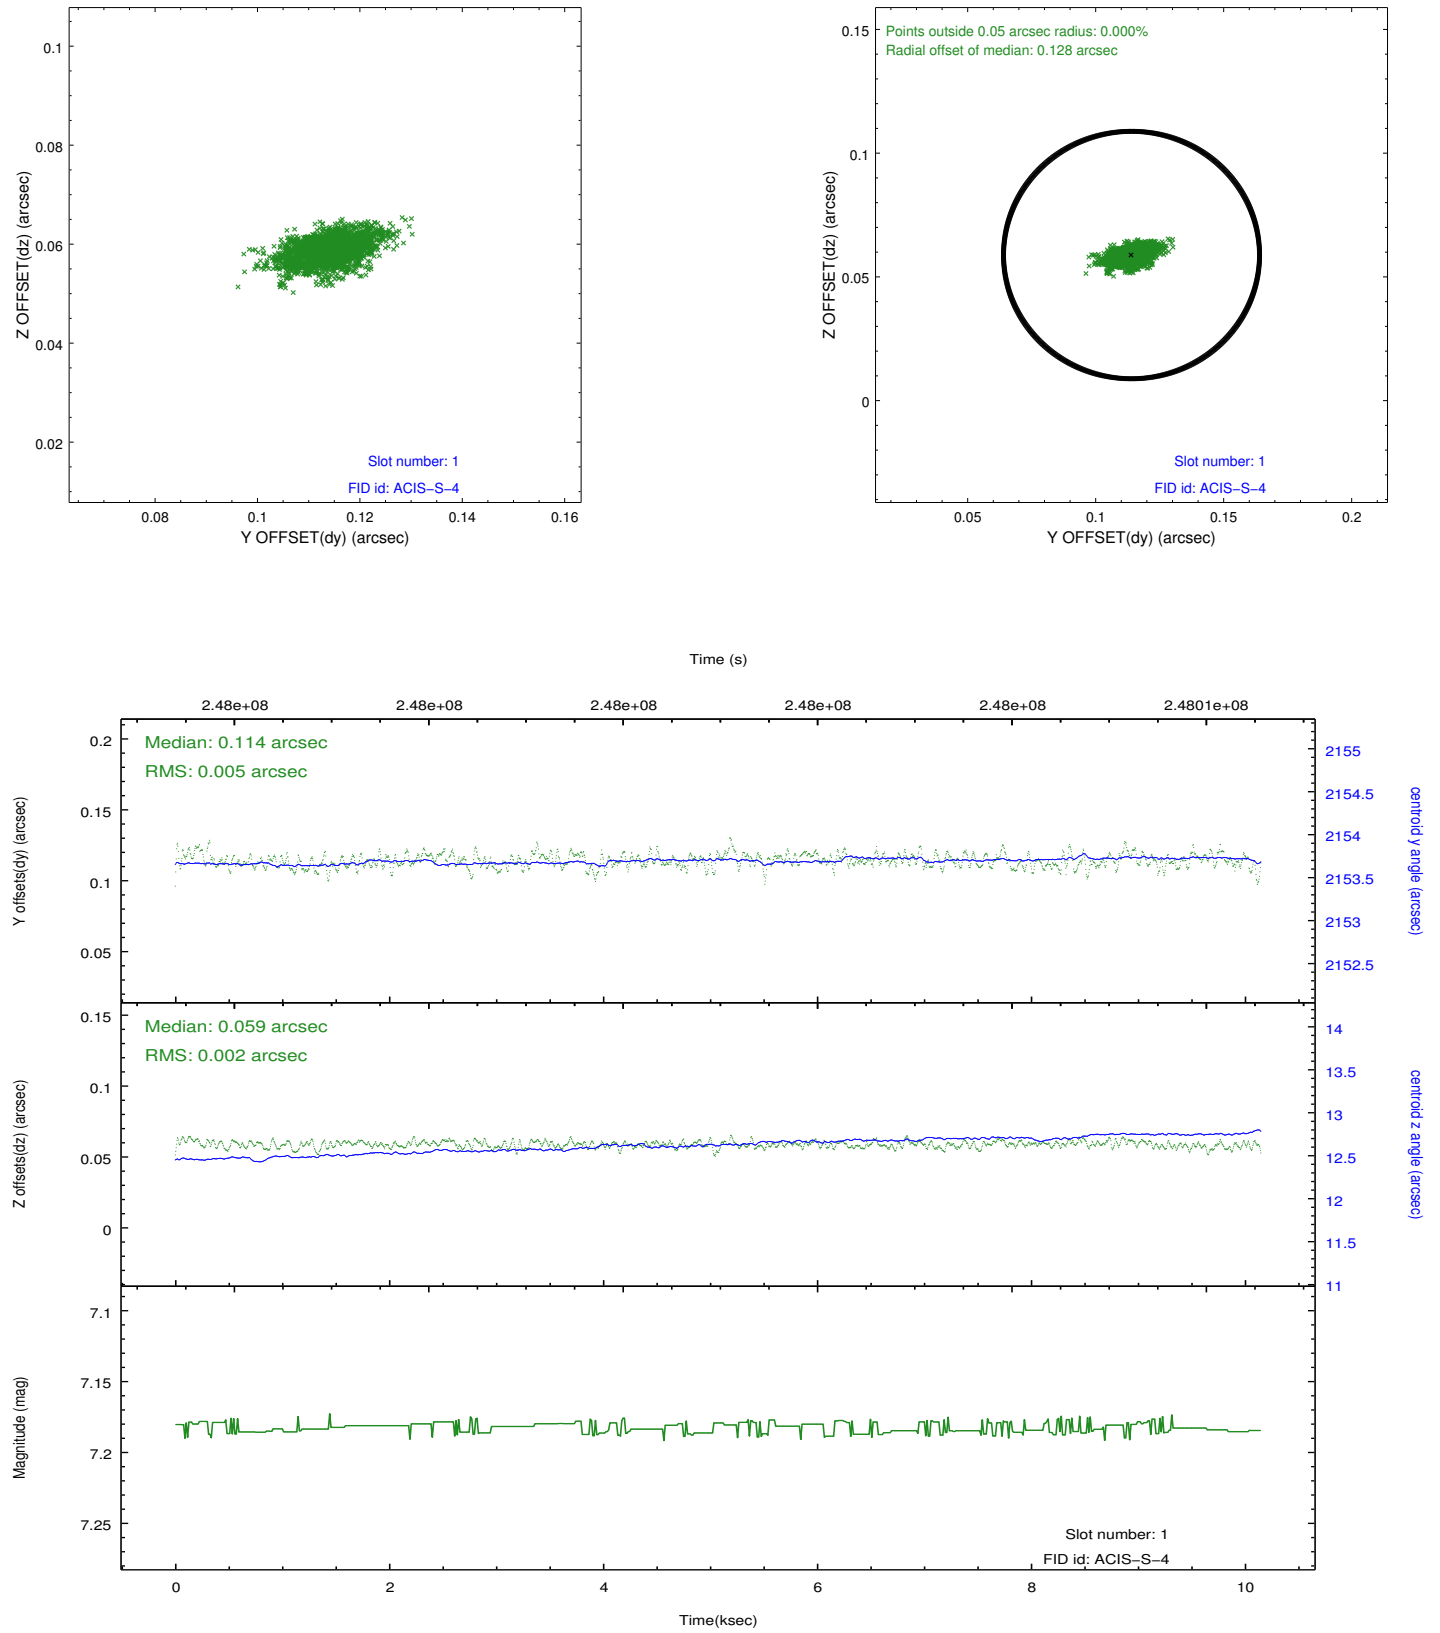 0.1
0.08
0.06
0.04
0.02
Z OFFSET(dz) (arcsec)
Slot number: 1
FID id: ACIS−S−4
0.08 0.1 0.12 0.14 0.16
Y OFFSET(dy) (arcsec)
Points outside 0.05 arcsec radius: 0.000%
Radial offset of median: 0.128 arcsec
0.15
0.1
0.05
0
Z OFFSET(dz) (arcsec)
Slot number: 1
FID id: ACIS−S−4
0.05 0.1 0.15 0.2
Y OFFSET(dy) (arcsec)
Time (s)
2.48e+08 2.48e+08 2.48e+08 2.48e+08 2.48e+08 2.4801e+08
Median: 0.114 arcsec
RMS: 0.005 arcsec
0.2
0.15
0.1
0.05
Y offsets(dy) (arcsec)
2155
2154.5
2154
2153.5
2153
2152.5
centroid y angle (arcsec)
Median: 0.059 arcsec
RMS: 0.002 arcsec
0.15
0.1
0.05
0
Z offsets(dz) (arcsec)
14
13.5
13
12.5
12
11.5
11
centroid z angle (arcsec)
7.1
7.15
7.2
7.25
Magnitude (mag)
Slot number: 1
FID id: ACIS−S−4
0 2 4 6 8 10
Time(ksec)